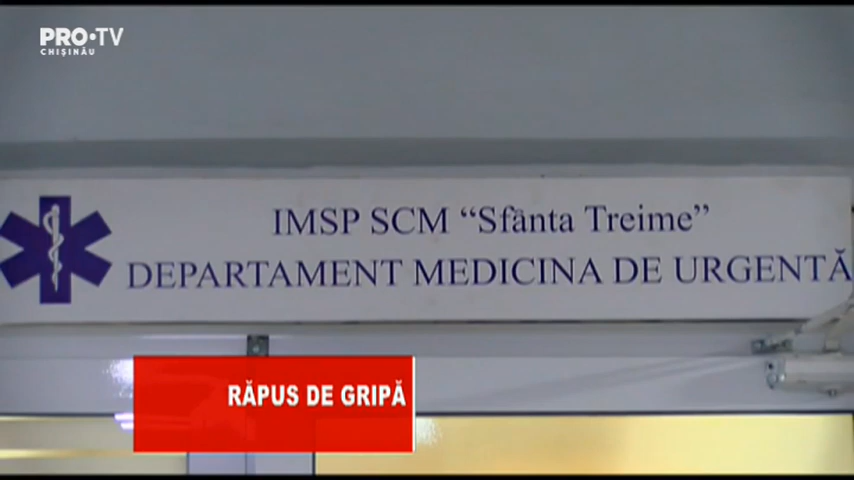 PRO•TV
CHIȘINĂU
IMSP SCM “Sfânta Treime”
DEPARTAMENT MEDICINA DE URGENTĂ
RĂPUS DE GRIPĂ